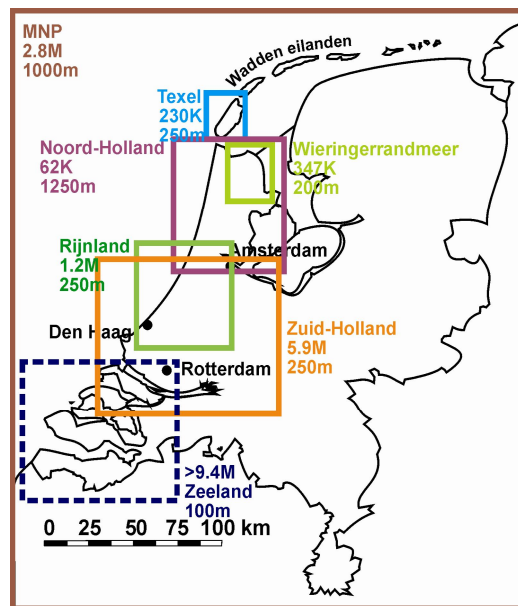 MNP
2.8M
1000m
Wadden eilanden
Texel
230K
250m
Noord-Holland
62K
1250m
Wieringerrandmeer
347K
200m
Rijnland
1.2M
250m
Amsterdam
Den Haag
Zuid-Holland
5.9M
250m
Rotterdam
>9.4M
Zeeland
100m
0 25 50 75 100 km